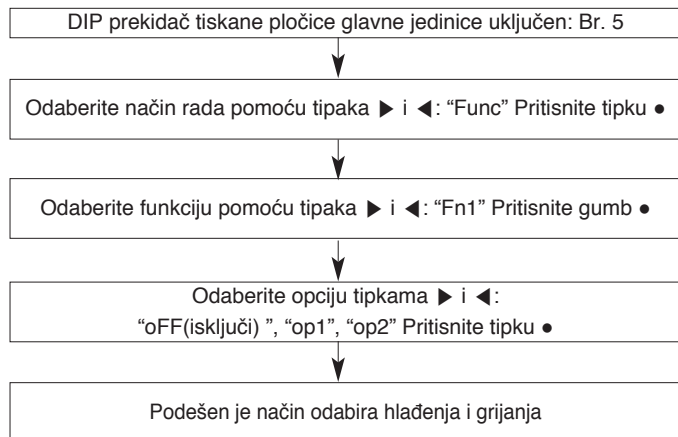 DIP prekidač tiskane pločice glavne jedinice uključen: Br. 5
Odaberite način rada pomoću tipaka ▶ i ◀: “Func” Pritisnite tipku ●
Odaberite funkciju pomoću tipaka ▶ i ◀: “Fn1” Pritisnite gumb ●
Odaberite opciju tipkama ▶ i ◀:
“oFF(isključi) ”, “op1”, “op2” Pritisnite tipku ●
Podešen je način odabira hlađenja i grijanja